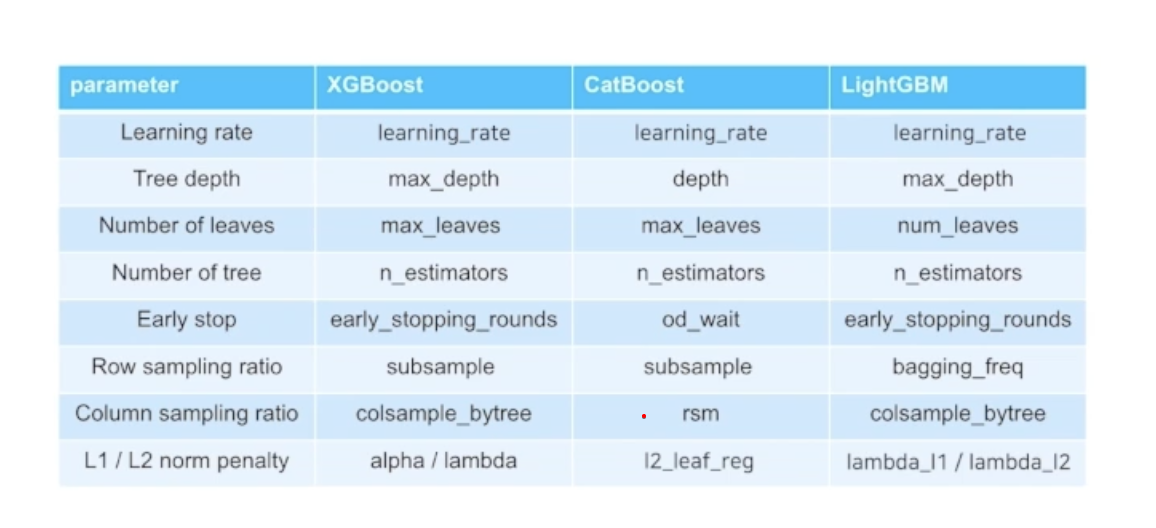 parameter XGBoost CatBoost LightGBM
Learning rate learning_rate learning_rate learning_rate
Tree depth max_depth depth max_depth
Number of leaves max_leaves max_leaves num_leaves
Number of tree n_estimators n_estimators n_estimators
Early stop early_stopping_rounds od_wait early_stopping_rounds
Row sampling ratio subsample subsample bagging_freq
Column sampling ratio colsample_bytree rsm colsample_bytree
L1 / L2 norm penalty alpha / lambda l2_leaf_reg lambda_l1 / lambda_l2